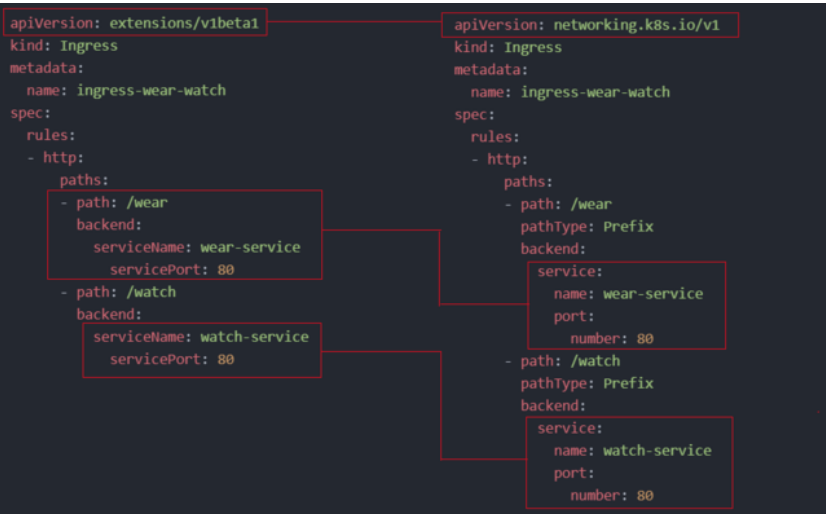 apiVersion: extensions/v1beta1
kind: Ingress
metadata:
  name: ingress-wear-watch
spec:
  rules:
  - http:
      paths:
      - path: /wear
        backend:
          serviceName: wear-service
            servicePort: 80
      - path: /watch
        backend:
          serviceName: watch-service
            servicePort: 80
apiVersion: networking.k8s.io/v1
kind: Ingress
metadata:
  name: ingress-wear-watch
spec:
  rules:
  - http:
      paths:
      - path: /wear
        pathType: Prefix
        backend:
          service:
            name: wear-service
            port:
              number: 80
      - path: /watch
        pathType: Prefix
        backend:
          service:
            name: watch-service
            port:
              number: 80